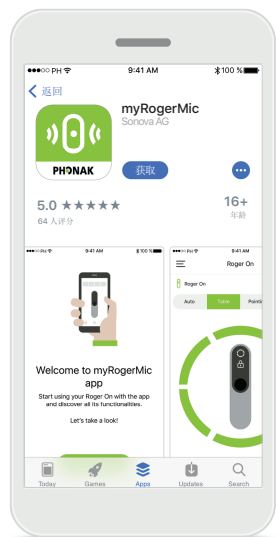 ●●●○○ PH 9:41 AM 100 %
返回
myRogerMic
Sonova AG
PHONAK
获取
5.0 ★★★★★
16+
64 人评分
年龄
●●●○○ PH 9:41 AM 100 %
Welcome to myRogerMic
app
Start using your Roger On with the app
and discover all its functionalities.
Let's take a look!
●●●○○ PH 9:41 AM
Roger On
Roger On
Auto Table
Today Games Apps Updates Search